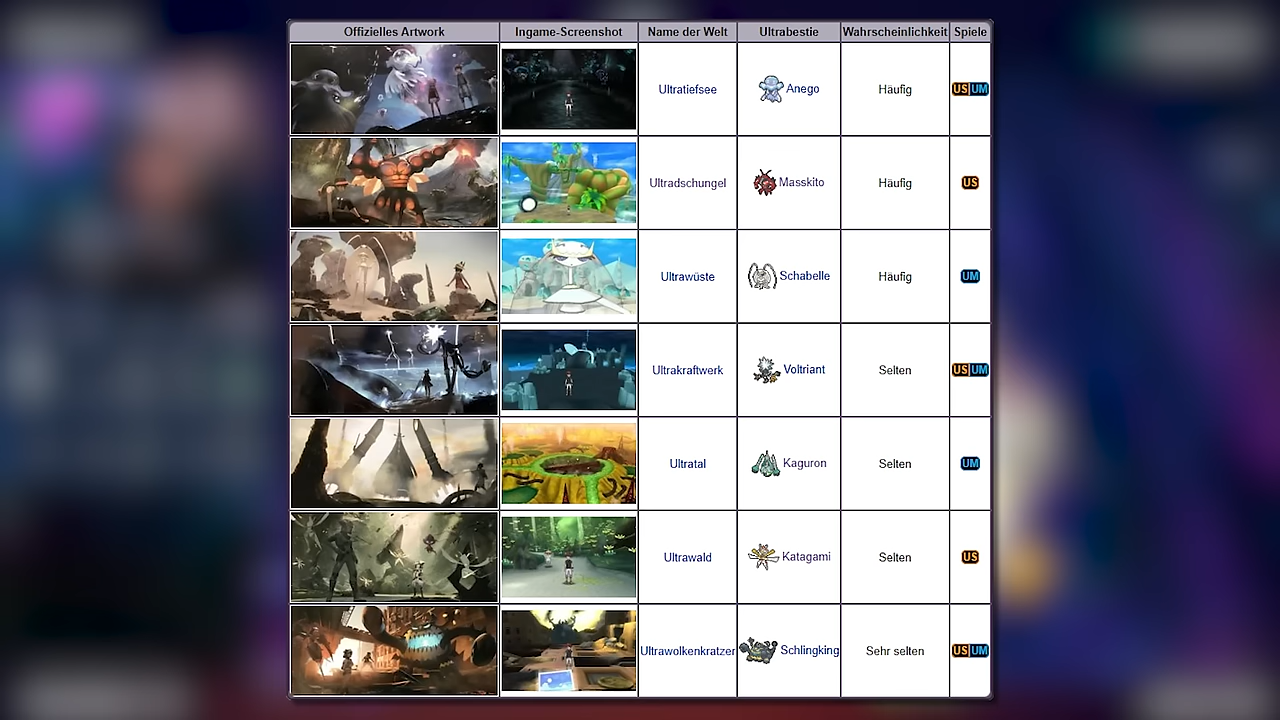 Offizielles Artwork Ingame-Screenshot Name der Welt Ultrabestie Wahrscheinlichkeit Spiele
Ultratiefsee Anego Häufig US UM
Ultradschungel Masskito Häufig US
Ultrawüste Schabelle Häufig UM
Ultrakraftwerk Voltriant Selten US UM
Ultratal Kaguron Selten UM
Ultrawald Katagami Selten US
Ultrawolkenkratzer Schlingking Sehr selten US UM